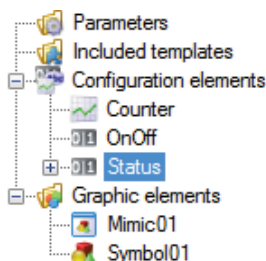 Parameters
Included templates
Configuration elements
Counter
OnOff
Status
Graphic elements
Mimic01
Symbol01